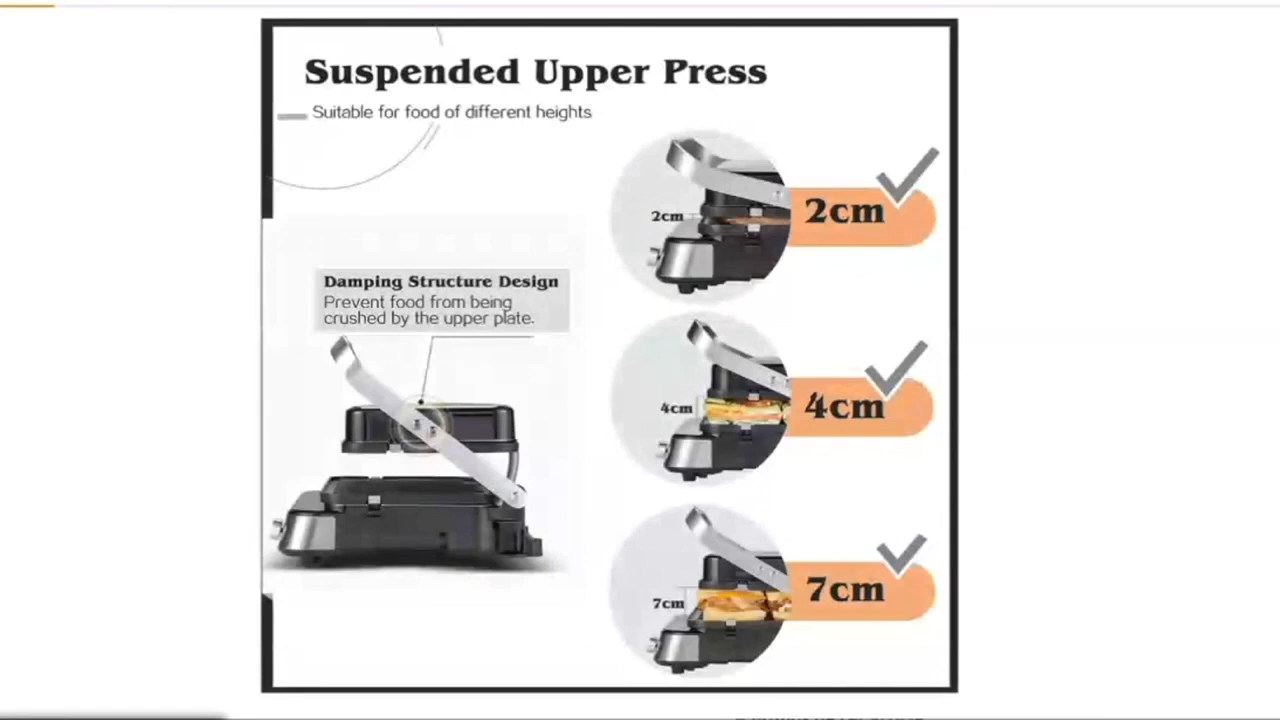 Suspended Upper Press
Suitable for food of different heights
2cm
2cm
Damping Structure Design
Prevent food from being
crushed by the upper plate.
4cm
4cm
7cm
7cm